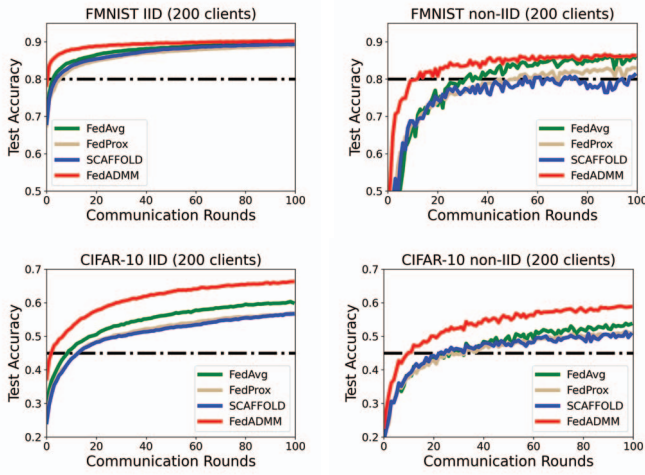 FMNIST IID (200 clients)
Test Accuracy
0.9
0.8
0.7
0.6
0.5
FedAvg
FedProx
SCAFFOLD
FedADMM
0 20 40 60 80 100
Communication Rounds
FMNIST non-IID (200 clients)
Test Accuracy
0.9
0.8
0.7
0.6
0.5
FedAvg
FedProx
SCAFFOLD
FedADMM
0 20 40 60 80 100
Communication Rounds
CIFAR-10 IID (200 clients)
Test Accuracy
0.7
0.6
0.5
0.4
0.3
0.2
FedAvg
FedProx
SCAFFOLD
FedADMM
0 20 40 60 80 100
Communication Rounds
CIFAR-10 non-IID (200 clients)
Test Accuracy
0.7
0.6
0.5
0.4
0.3
0.2
FedAvg
FedProx
SCAFFOLD
FedADMM
0 20 40 60 80 100
Communication Rounds